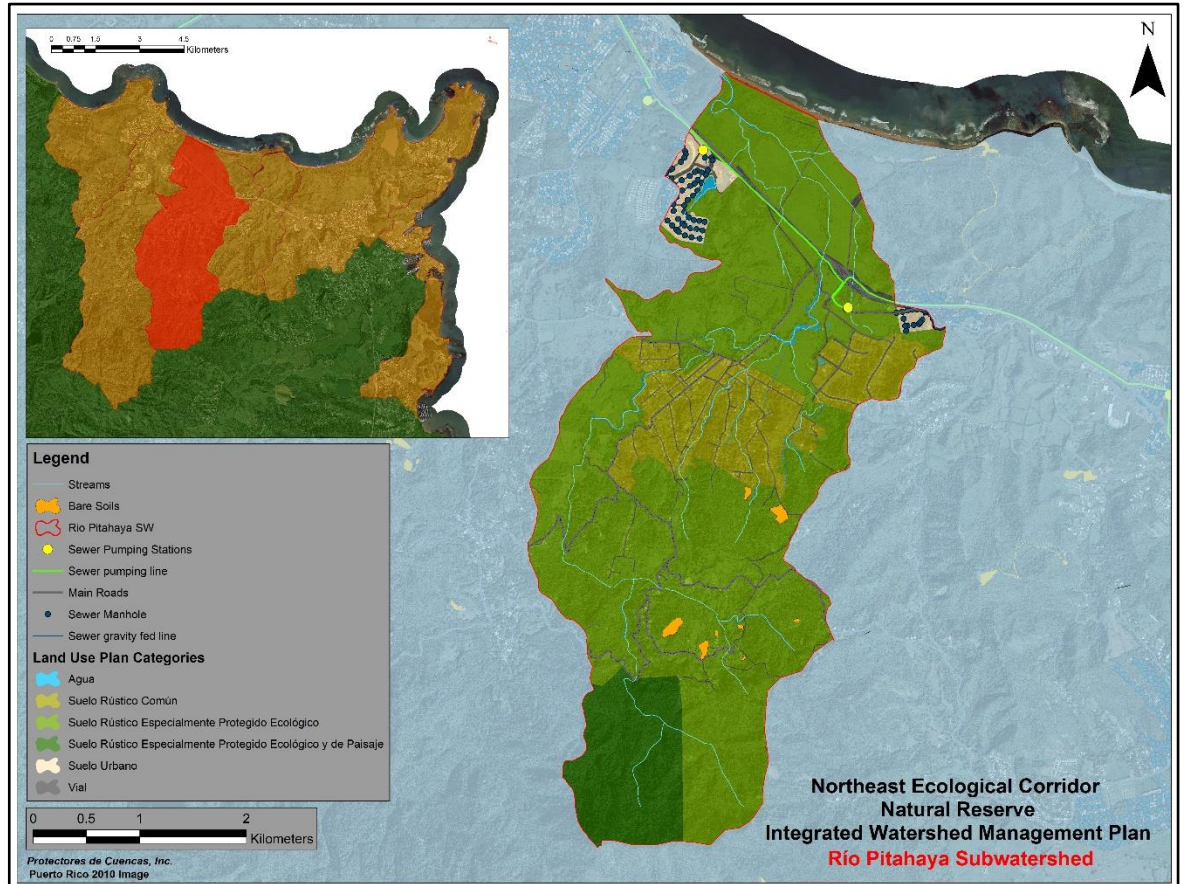 0 0.75 1.5 3 4.5
Kilometers
N
Legend
Streams
Bare Soils
Rio Pitahaya SW
Sewer Pumping Stations
Sewer pumping line
Main Roads
Sewer Manhole
Sewer gravity fed line
Land Use Plan Categories
Agua
Suelo Rústico Común
Suelo Rústico Especialmente Protegido Ecológico
Suelo Rústico Especialmente Protegido Ecológico y de Paisaje
Suelo Urbano
Vial
0 0.5 1 2
Kilometers
Protectores de Cuencas, Inc.
Puerto Rico 2010 Image
Northeast Ecological Corridor
Natural Reserve
Integrated Watershed Management Plan
Río Pitahaya Subwatershed